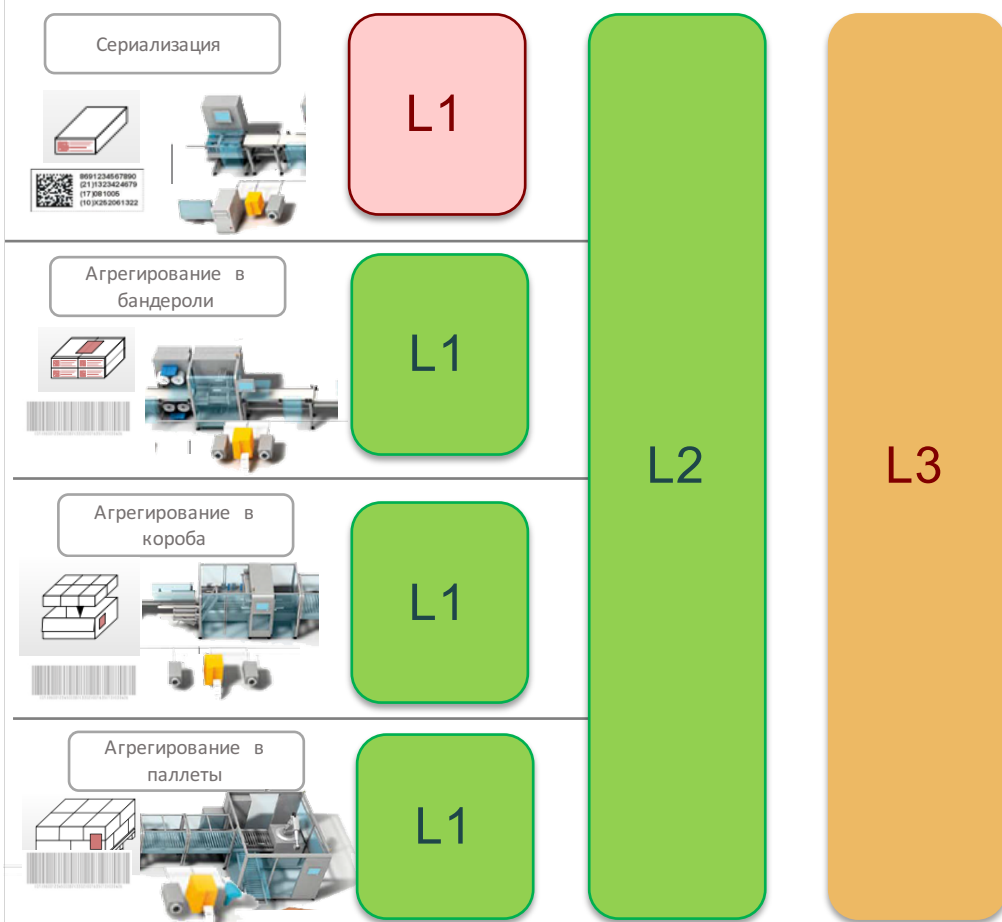 Сериализация
L1
8691234567890
(21)1323424679
(17)081005
(10)X252061322
Агрегирование в
бандероли
L1
L2
L3
Агрегирование в
короба
L1
Агрегирование в
паллеты
L1